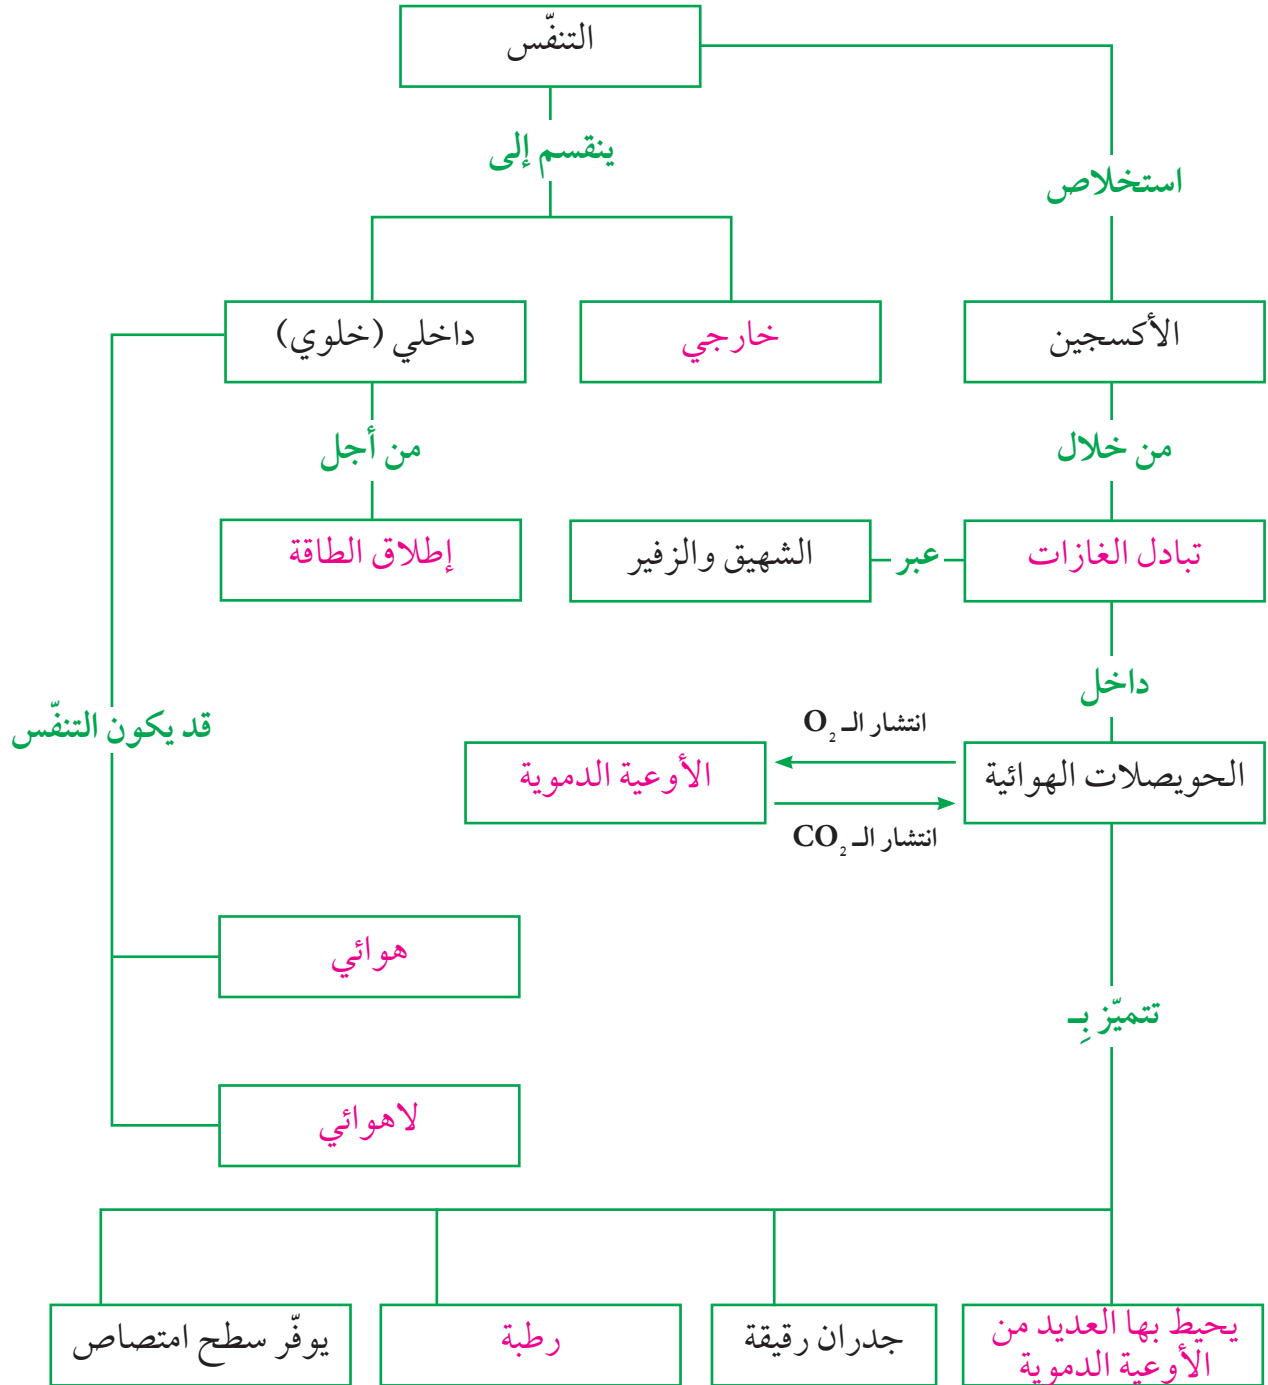 التنفّس
ينقسم إلى
استخلاص
الأكسجين
خارجي
داخلي (خلوي)
من خلال
من أجل
تبادل الغازات
عبر
الشهيق والزفير
إطلاق الطاقة
داخل
قد يكون التنفّس
انتشار الـ O₂
الحويصلات الهوائية
الأوعية الدموية
انتشار الـ CO₂
هوائي
تتميّز بِـ
لاهوائي
يحيط بها العديد من
الأوعية الدموية
جدران رقيقة
رطبة
يوفّر سطح امتصاص